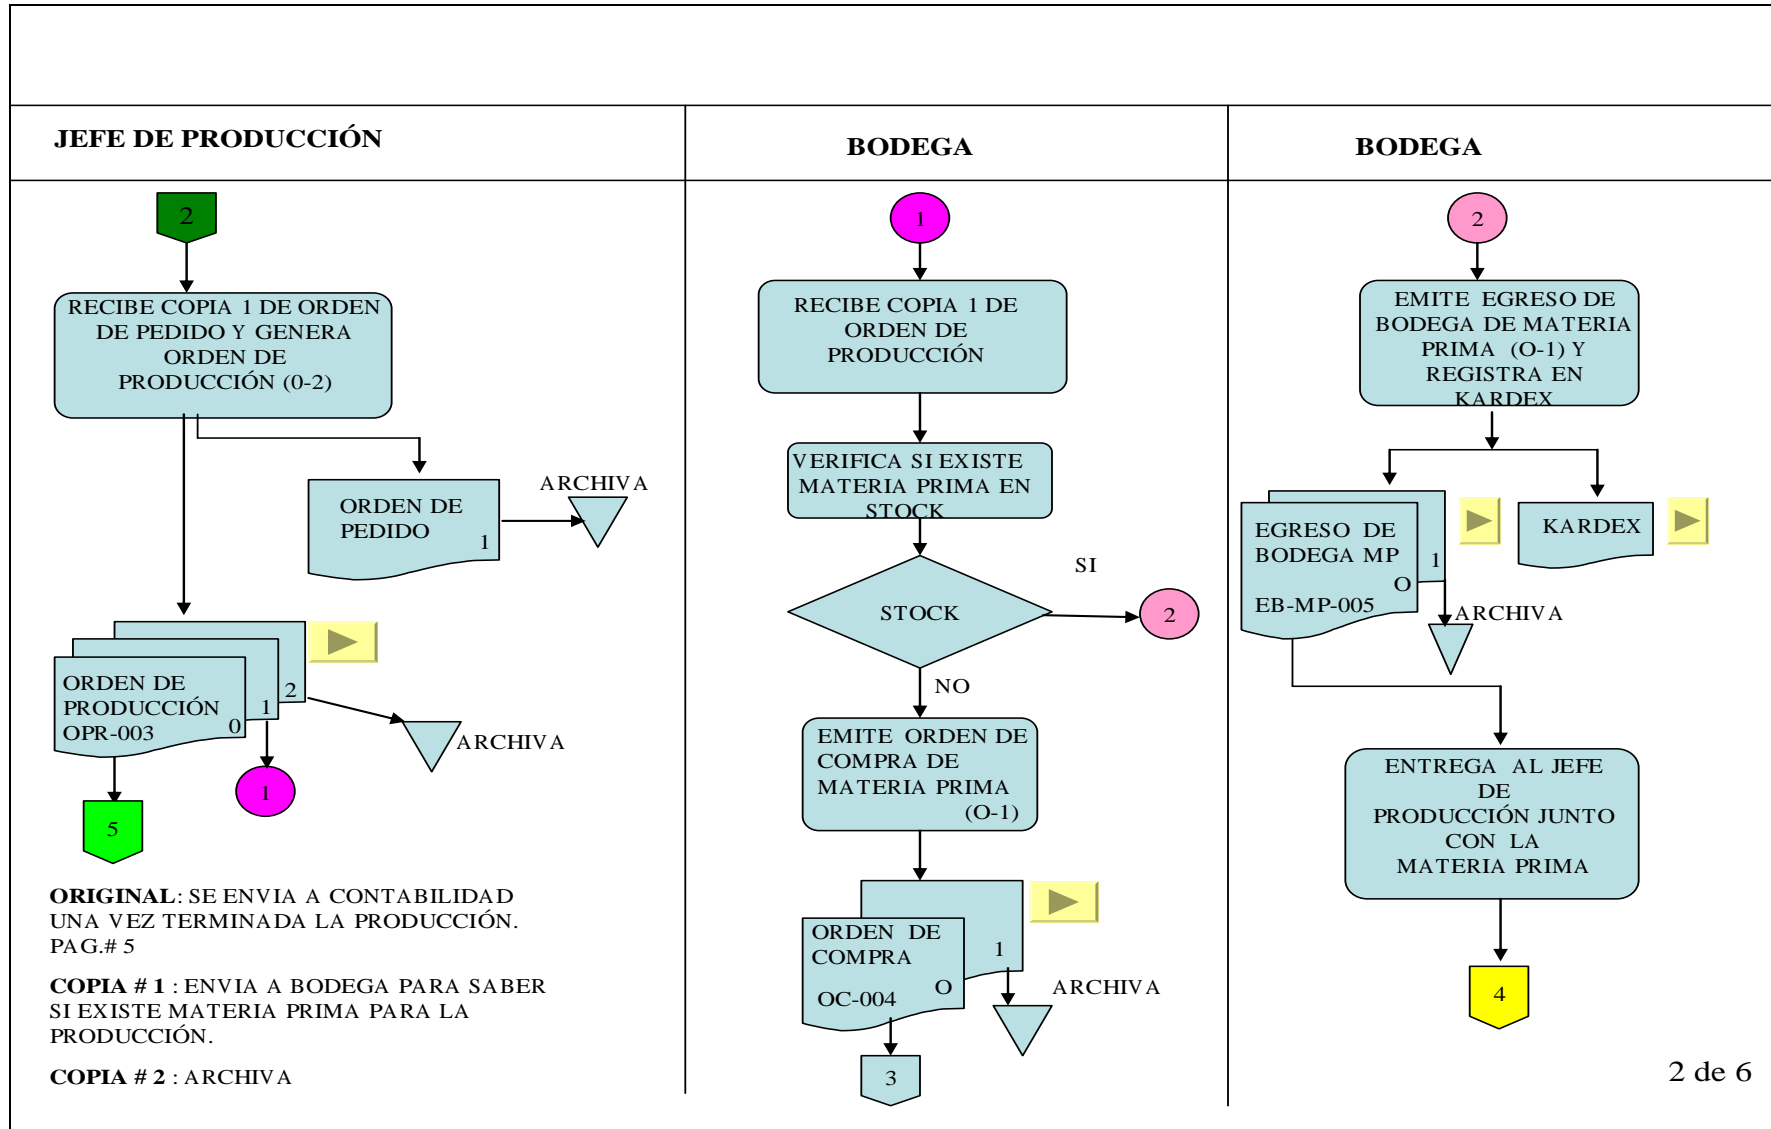 JEFE DE PRODUCCIÓN
2
RECIBE COPIA 1 DE ORDEN
DE PEDIDO Y GENERA
ORDEN DE
PRODUCCIÓN (0-2)
ORDEN DE
PEDIDO
1
ARCHIVA
ORDEN DE
PRODUCCIÓN
OPR-003
0
1
2
ARCHIVA
1
5
ORIGINAL: SE ENVIA A CONTABILIDAD
UNA VEZ TERMINADA LA PRODUCCIÓN.
PAG.# 5
COPIA # 1 : ENVIA A BODEGA PARA SABER
SI EXISTE MATERIA PRIMA PARA LA
PRODUCCIÓN.
COPIA # 2 : ARCHIVA
BODEGA
1
RECIBE COPIA 1 DE
ORDEN DE
PRODUCCIÓN
VERIFICA SI EXISTE
MATERIA PRIMA EN
STOCK
STOCK
SI
2
NO
EMITE ORDEN DE
COMPRA DE
MATERIA PRIMA
(O-1)
ORDEN DE
COMPRA
OC-004
O
1
ARCHIVA
3
BODEGA
2
EMITE EGRESO DE
BODEGA DE MATERIA
PRIMA (O-1) Y
REGISTRA EN
KARDEX
EGRESO DE
BODEGA MP
O
EB-MP-005
1
ARCHIVA
KARDEX
ENTREGA AL JEFE
DE
PRODUCCIÓN JUNTO
CON LA
MATERIA PRIMA
4
2 de 6